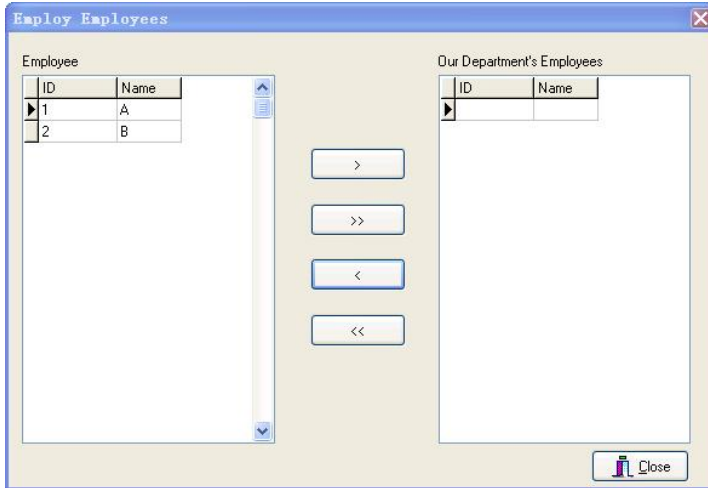 Employ Employees
Employee
Our Department's Employees
ID Name
1 A
2 B
ID Name
>
>>
<
<<
Close